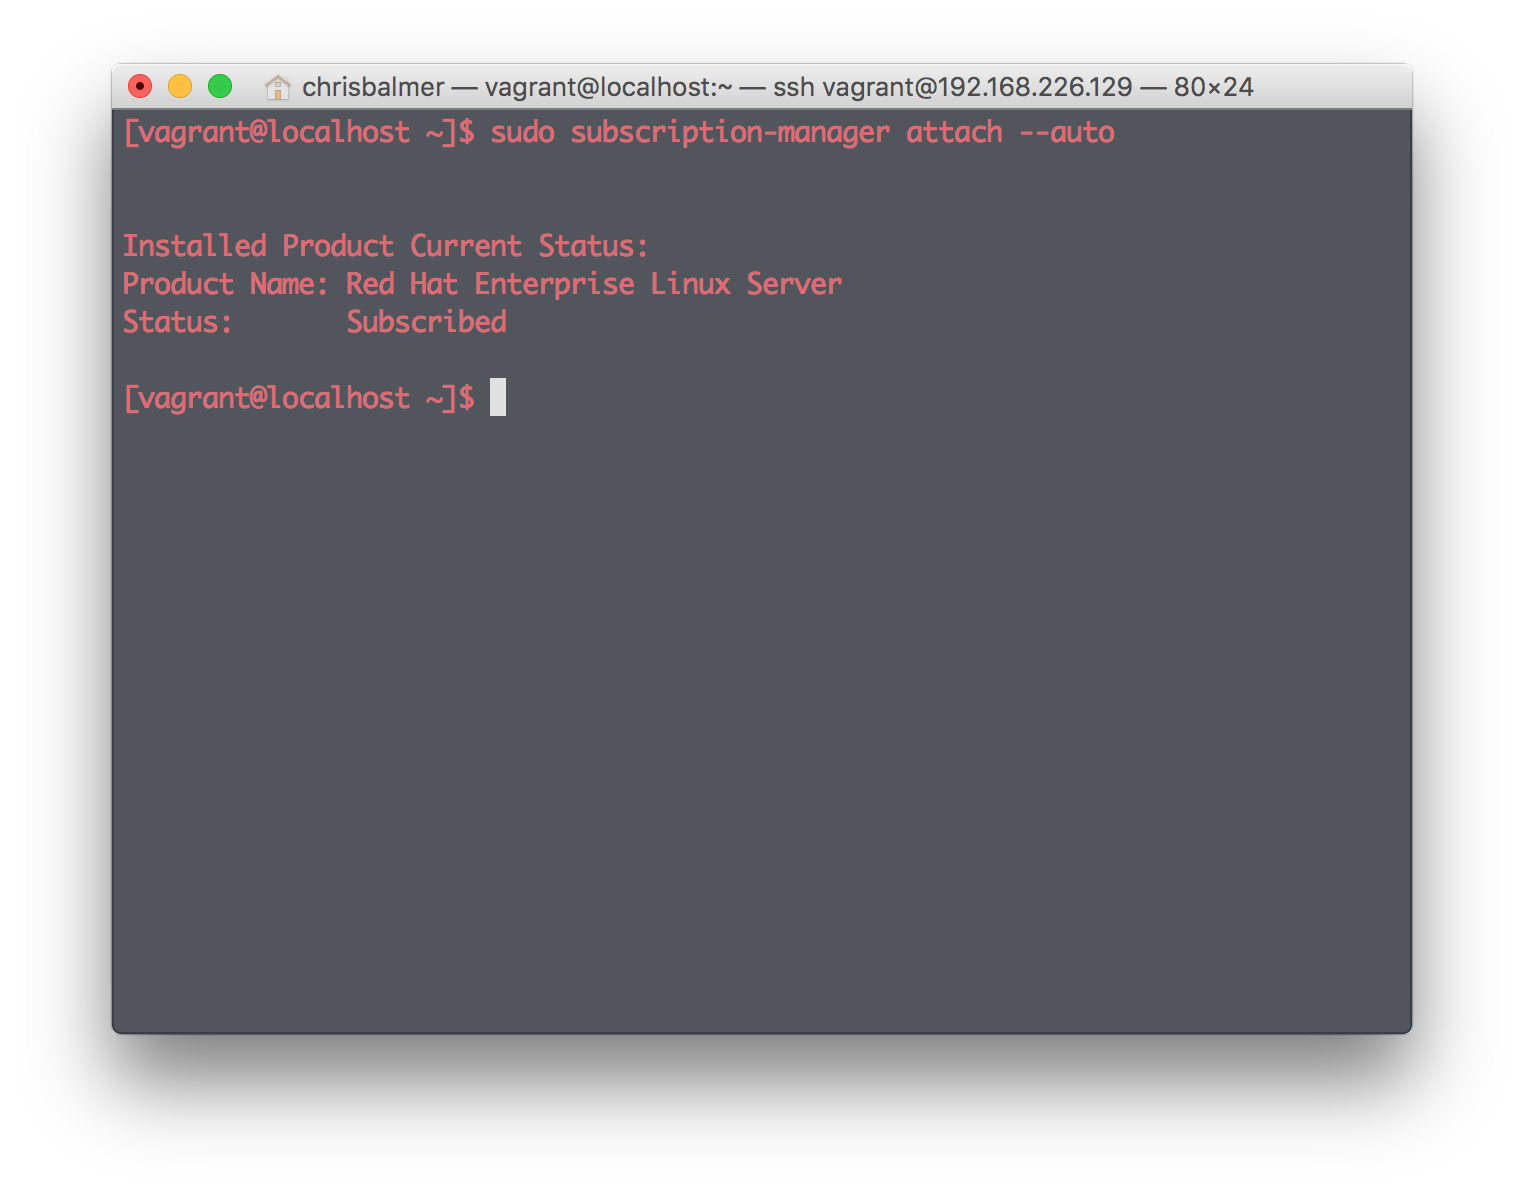 chrisbalmer — vagrant@localhost:~ — ssh vagrant@192.168.226.129 — 80×24
[vagrant@localhost ~]$ sudo subscription-manager attach --auto
Installed Product Current Status:
Product Name: Red Hat Enterprise Linux Server
Status:       Subscribed
[vagrant@localhost ~]$